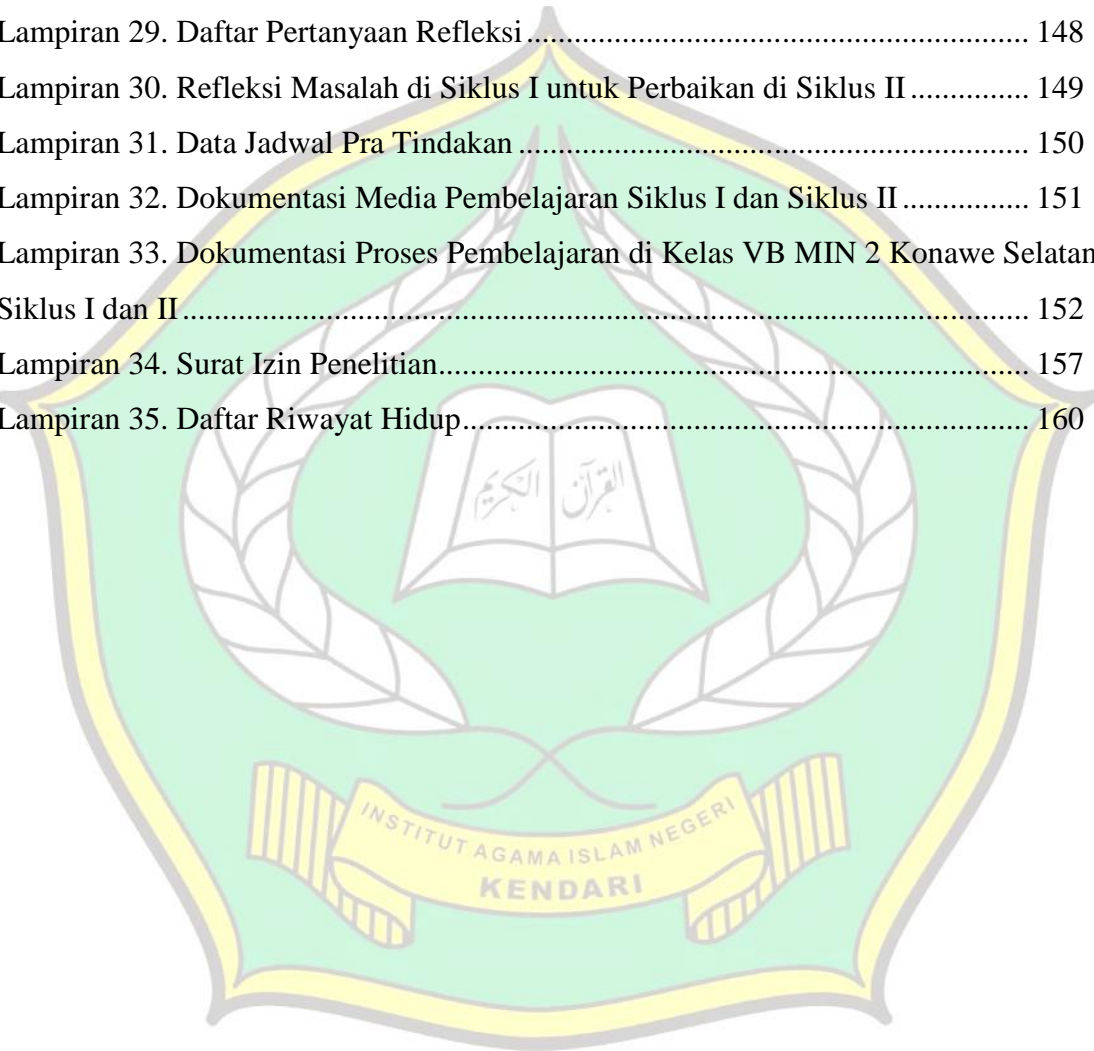 Lampiran 29. Daftar Pertanyaan Refleksi................................................................ 148
Lampiran 30. Refleksi Masalah di Siklus I untuk Perbaikan di Siklus II............... 149
Lampiran 31. Data Jadwal Pra Tindakan................................................................ 150
Lampiran 32. Dokumentasi Media Pembelajaran Siklus I dan Siklus II................ 151
Lampiran 33. Dokumentasi Proses Pembelajaran di Kelas VB MIN 2 Konawe Selatan
Siklus I dan II.......................................................................................................... 152
Lampiran 34. Surat Izin Penelitian.......................................................................... 157
Lampiran 35. Daftar Riwayat Hidup....................................................................... 160
القرآن الكريم
INSTITUT AGAMA ISLAM NEGERI
KENDARI